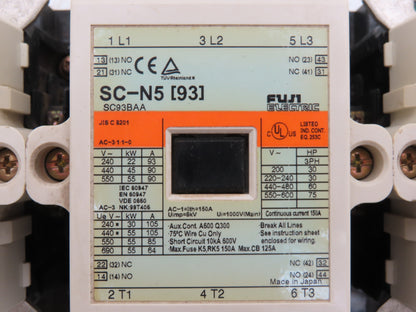 1 L1 3 L2 5 L3
13 (13) NO NO (23) 43
21 (31) NC NC (41) 31
CE TÜV Rheinland
SC-N5 [93]
SC93BAA
FUJI
ELECTRIC
JIS C 8201
AC-3-1-1-0
UL LISTED
IND. CONT.
EQ. 253C
V~ kW A
240 22 93
440 45 90
550 55 90
IEC 60947
EN 60947
VDE 0660
AC-3 NK:99T405
V~ HP
3PH
200 30
220-240 30
440-480 60
550-600 75
AC-1=Ith=150A
Uimp=6kV Ui=1000V(Main)
Continuous current 150A
Ue V~ kW A
240* 30 105
440* 55 105
550 55 85
690 55 64
·Aux.Cont. A600 Q300
·75°C Wire Cu Only
·Short Circuit 10kA 600V
·Max.Fuse K5,RK5 150A Max.CB 125A
·Break All Lines
·See instruction sheet
enclosed for wiring.
22 (32) NC NC (42) 32
14 (14) NO NO (24) 44
Made in Japan
2 T1 4 T2 6 T3